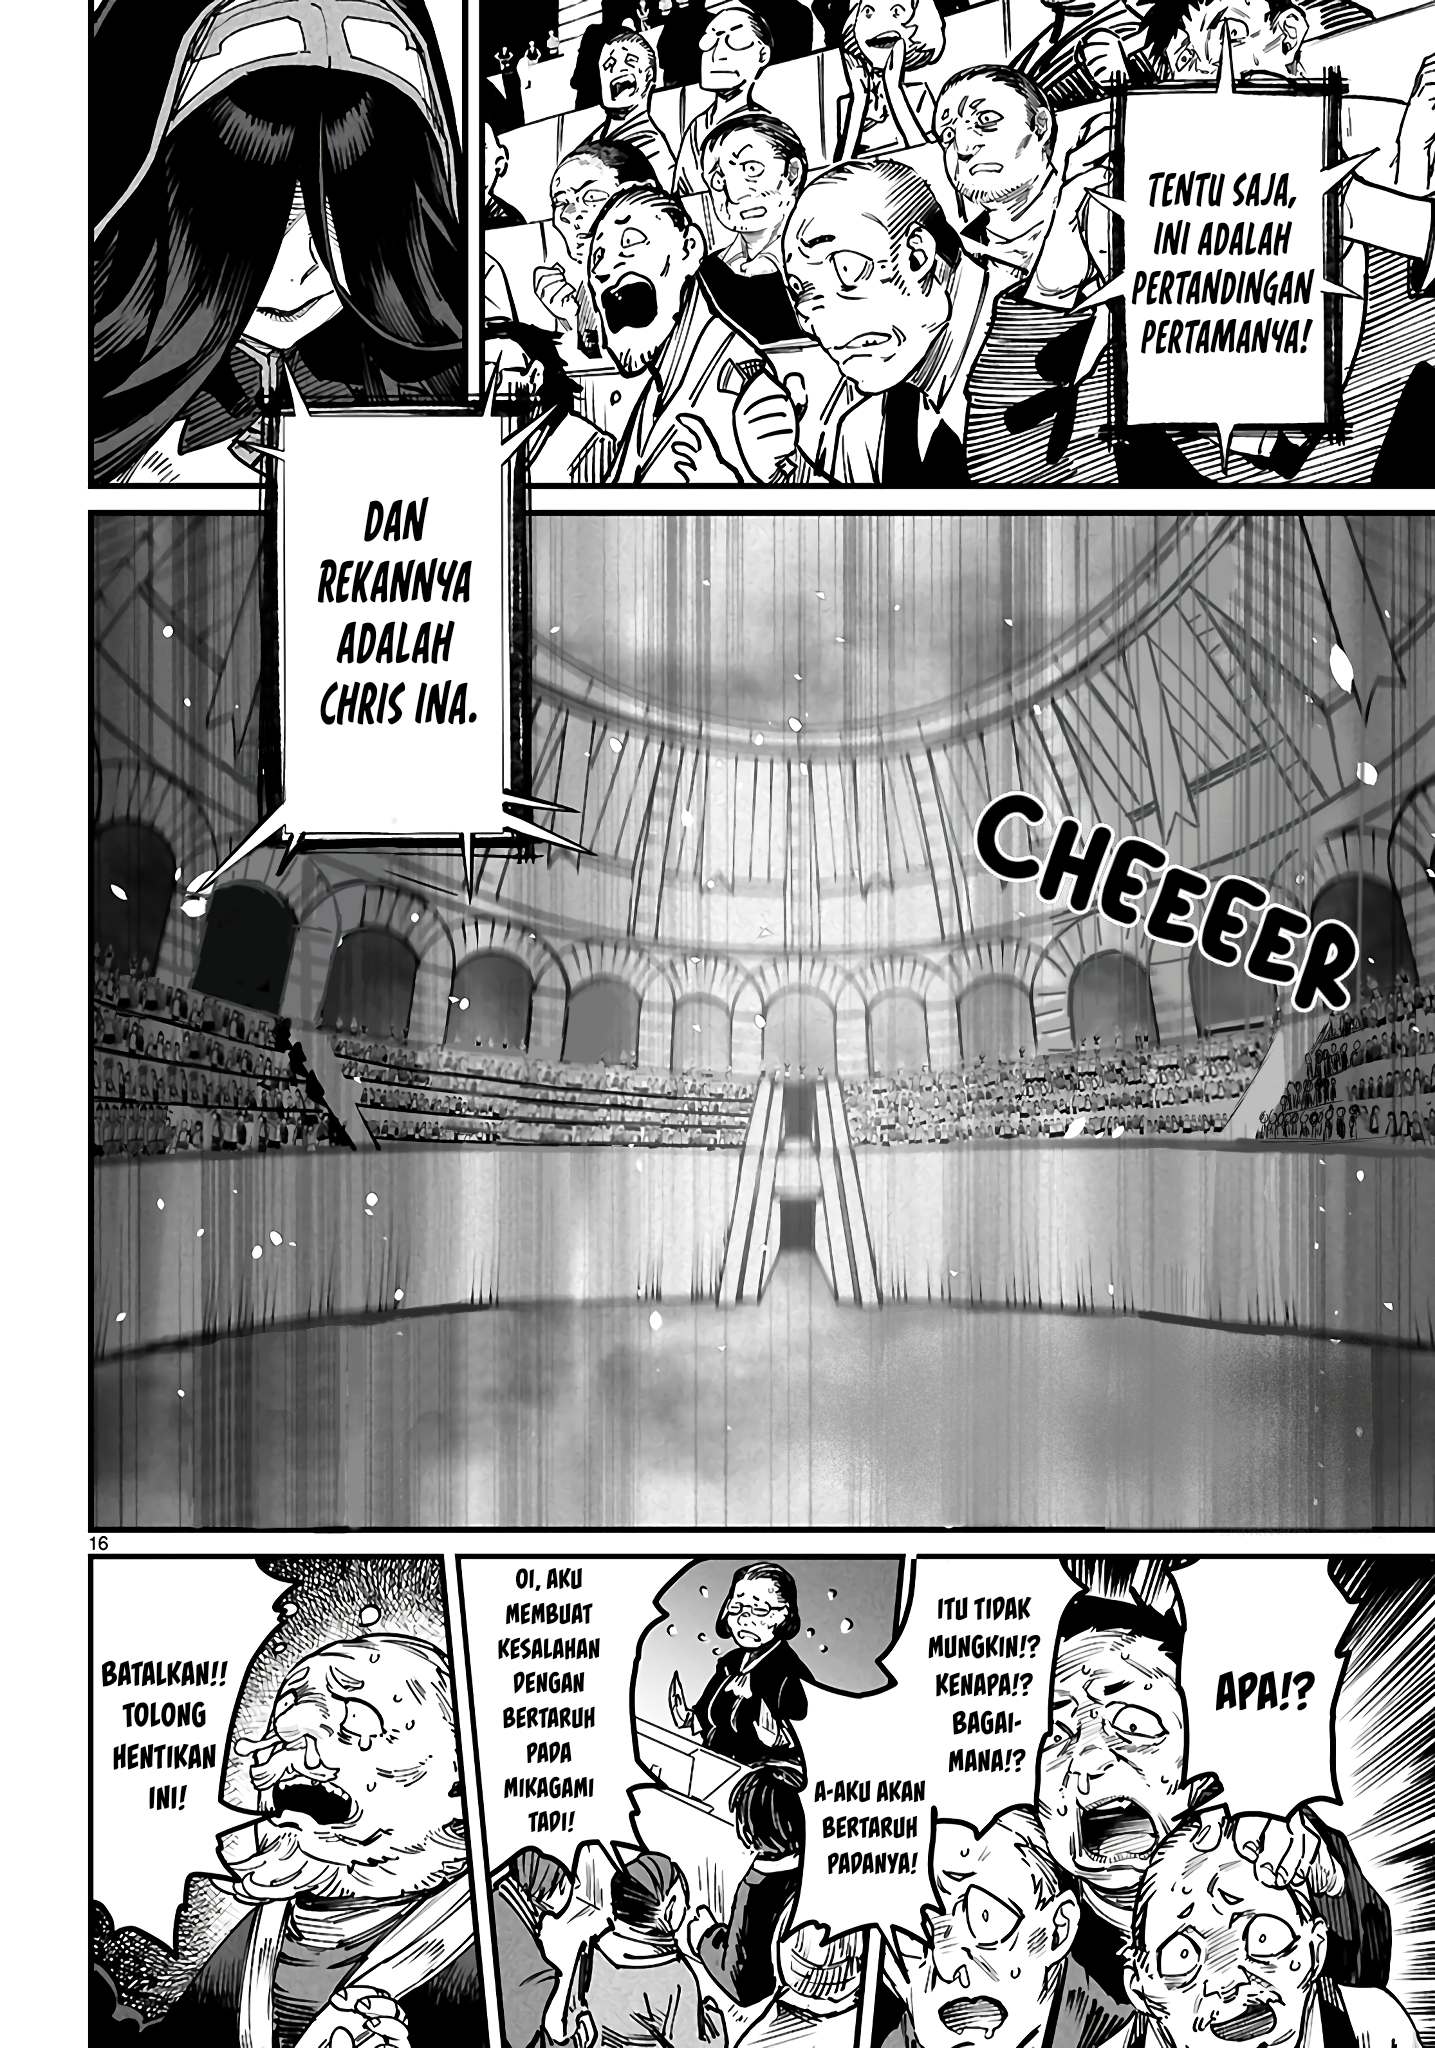 TENTU SAJA,
INI ADALAH
PERTANDINGAN
PERTAMANYA!
DAN
REKANNYA
ADALAH
CHRIS INA.
CHEEEER
16
APA!?
ITU TIDAK
MUNGKIN!?
KENAPA!?
BAGAI-
MANA!?
A-AKU AKAN
BERTARUH
PADANYA!
OI, AKU
MEMBUAT
KESALAHAN
DENGAN
BERTARUH
PADA
MIKAGAMI
TADI!
BATALKAN!!
TOLONG
HENTIKAN
INI!